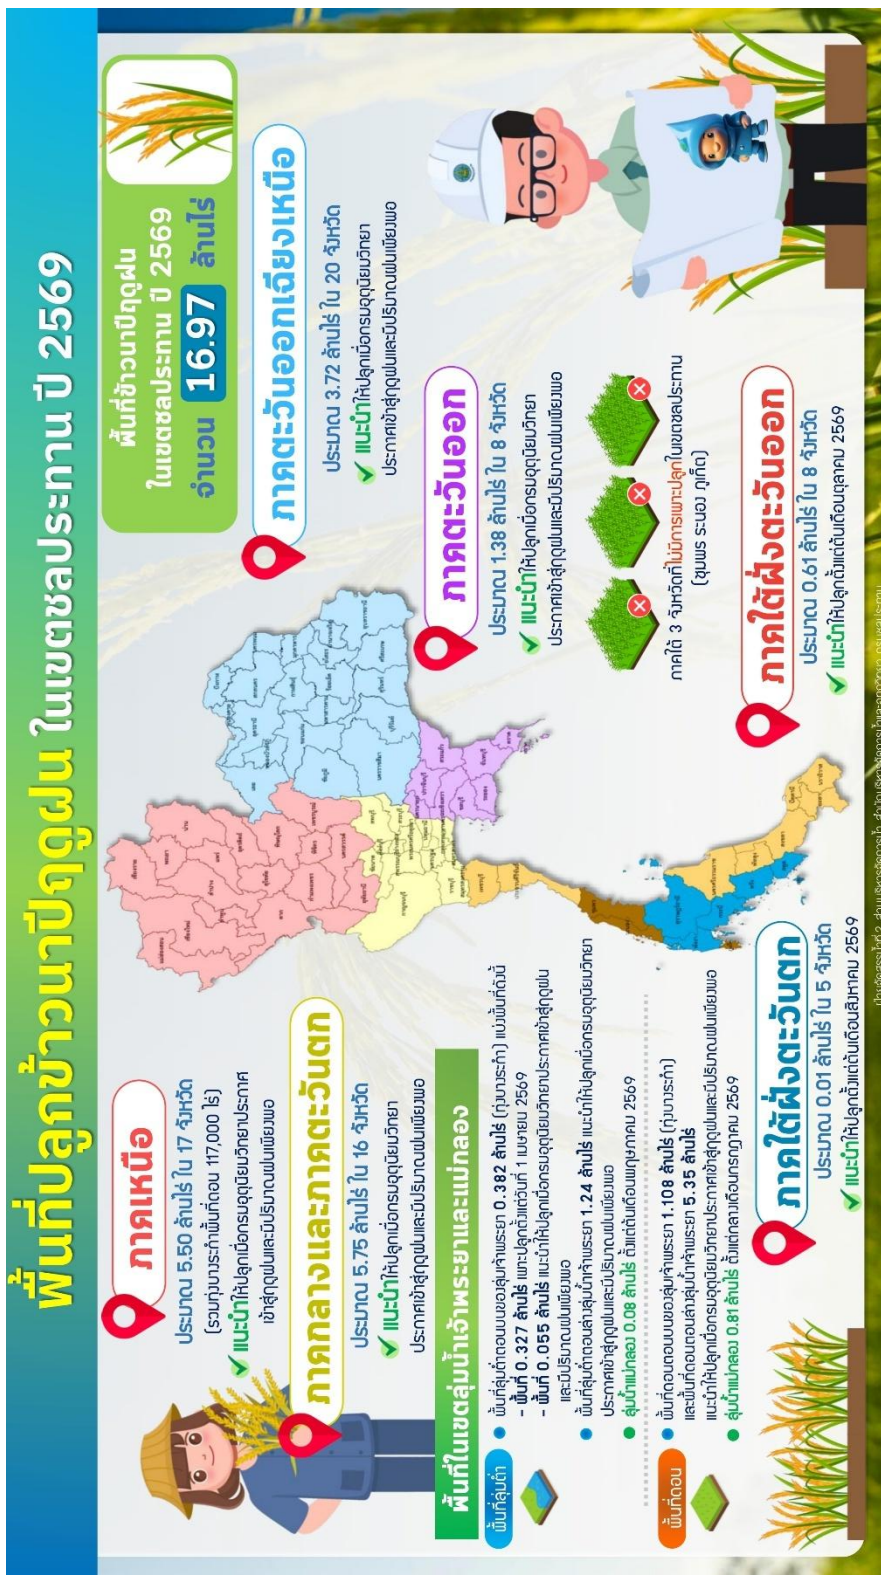 พื้นที่ปลูกข้าวนาปีฤดูฝน ในเขตชลประทาน ปี 2569
พื้นที่ข้าวนาปีฤดูฝน
ในเขตชลประทาน ปี 2569
จำนวน 16.97 ล้านไร่
ภาคเหนือ
ประมาณ 5.50 ล้านไร่ ใน 17 จังหวัด
(รวมทุ่งบางระกำพื้นที่ดอน 117,000 ไร่)
แนะนำให้ปลูกเมื่อกรมอุตุนิยมวิทยาประกาศ
เข้าสู่ฤดูฝนและมีปริมาณฝนเพียงพอ
ภาคตะวันออกเฉียงเหนือ
ประมาณ 3.72 ล้านไร่ ใน 20 จังหวัด
แนะนำให้ปลูกเมื่อกรมอุตุนิยมวิทยา
ประกาศเข้าสู่ฤดูฝนและมีปริมาณฝนเพียงพอ
ภาคกลางและภาคตะวันตก
ประมาณ 5.75 ล้านไร่ ใน 16 จังหวัด
แนะนำให้ปลูกเมื่อกรมอุตุนิยมวิทยา
ประกาศเข้าสู่ฤดูฝนและมีปริมาณฝนเพียงพอ
ภาคตะวันออก
ประมาณ 1.38 ล้านไร่ ใน 8 จังหวัด
แนะนำให้ปลูกเมื่อกรมอุตุนิยมวิทยา
ประกาศเข้าสู่ฤดูฝนและมีปริมาณฝนเพียงพอ
พื้นที่ในเขตลุ่มน้ำเจ้าพระยาและแม่กลอง
พื้นที่ลุ่มต่ำ
พื้นที่ลุ่มต่ำตอนบนของลุ่มเจ้าพระยา 0.382 ล้านไร่ (ทุ่งบางระกำ) แบ่งพื้นที่ดังนี้
- พื้นที่ 0.327 ล้านไร่ เพาะปลูกตั้งแต่วันที่ 1 เมษายน 2569
- พื้นที่ 0.055 ล้านไร่ แนะนำให้ปลูกเมื่อกรมอุตุนิยมวิทยาประกาศเข้าสู่ฤดูฝน
และมีปริมาณฝนเพียงพอ
พื้นที่ลุ่มต่ำตอนล่างลุ่มน้ำเจ้าพระยา 1.24 ล้านไร่ แนะนำให้ปลูกเมื่อกรมอุตุนิยมวิทยา
ประกาศเข้าสู่ฤดูฝนและมีปริมาณฝนเพียงพอ
ลุ่มน้ำแม่กลอง 0.08 ล้านไร่ ตั้งแต่ต้นเดือนพฤษภาคม 2569
พื้นที่ดอน
พื้นที่ดอนตอนบนของลุ่มเจ้าพระยา 1.108 ล้านไร่ (ทุ่งบางระกำ)
และพื้นที่ดอนตอนล่างลุ่มน้ำเจ้าพระยา 5.35 ล้านไร่
แนะนำให้ปลูกเมื่อกรมอุตุนิยมวิทยาประกาศเข้าสู่ฤดูฝนและมีปริมาณฝนเพียงพอ
ลุ่มน้ำแม่กลอง 0.81 ล้านไร่ ตั้งแต่กลางเดือนกรกฎาคม 2569
ภาคใต้ 3 จังหวัดที่ไม่มีการเพาะปลูกในเขตชลประทาน
(ชุมพร ระนอง ภูเก็ต)
ภาคใต้ฝั่งตะวันตก
ประมาณ 0.01 ล้านไร่ ใน 5 จังหวัด
แนะนำให้ปลูกตั้งแต่ต้นเดือนสิงหาคม 2569
ภาคใต้ฝั่งตะวันออก
ประมาณ 0.61 ล้านไร่ ใน 8 จังหวัด
แนะนำให้ปลูกตั้งแต่ต้นเดือนตุลาคม 2569